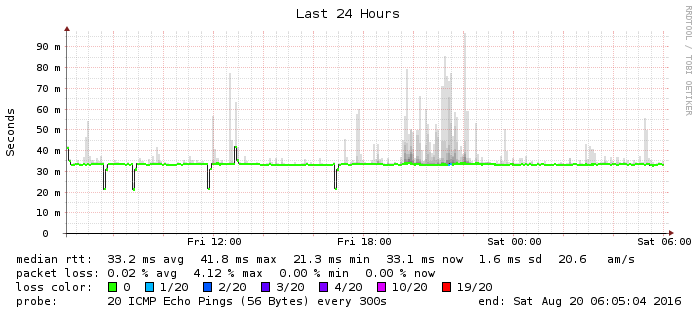 Last 24 Hours
RRDTOOL / TOBI OETIKER
Seconds
90 m
80 m
70 m
60 m
50 m
40 m
30 m
20 m
10 m
0
Fri 12:00 Fri 18:00 Sat 00:00 Sat 06:00
median rtt: 33.2 ms avg 41.8 ms max 21.3 ms min 33.1 ms now 1.6 ms sd 20.6 am/s
packet loss: 0.02 % avg 4.12 % max 0.00 % min 0.00 % now
loss color: 0 1/20 2/20 3/20 4/20 10/20 19/20
probe: 20 ICMP Echo Pings (56 Bytes) every 300s end: Sat Aug 20 06:05:04 2016